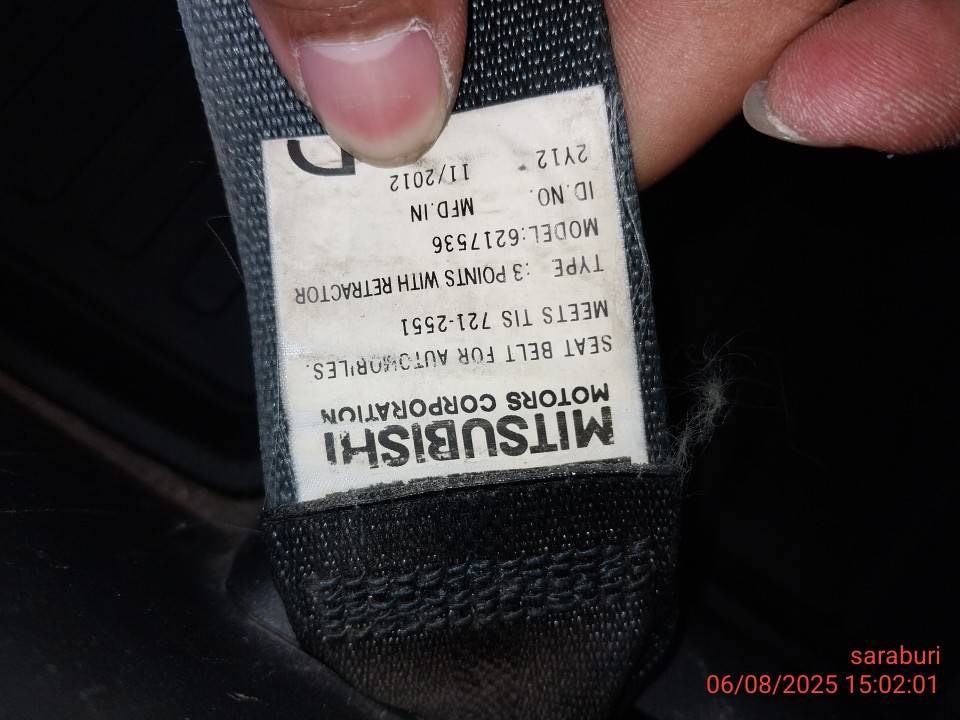 MITSUBISHI
MOTORS CORPORATION
SEAT BELT FOR AUTOMOBILES.
MEETS TIS 721-2551
TYPE :3 POINTS WITH RETRACTOR
MODEL:6217536
ID.NO. MFD.IN
2Y12 11/2012
D
saraburi
06/08/2025 15:02:01